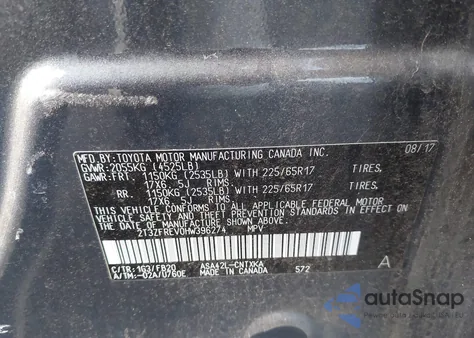 MFD.BY:TOYOTA MOTOR MANUFACTURING CANADA INC. 08/17
GVWR:2055KG (4525LB)
GAWR:FRT 1150KG (2535LB) WITH 225/65R17 TIRES,
17X6.5J RIMS,
RR. 1150KG (2535LB) WITH 225/65R17 TIRES,
17X6.5J RIMS,
THIS VEHICLE CONFORMS TO ALL APPLICABLE FEDERAL MOTOR
VEHICLE SAFETY AND THEFT PREVENTION STANDARDS IN EFFECT ON
THE DATE OF MANUFACTURE SHOWN ABOVE.
2T3ZFREV0HW396274 MPV
C/TR:1G3/FB20 ASA42L-CNTXKA
A/TM:-02A/U760E MADE IN CANADA 572 A
autoSnap
by